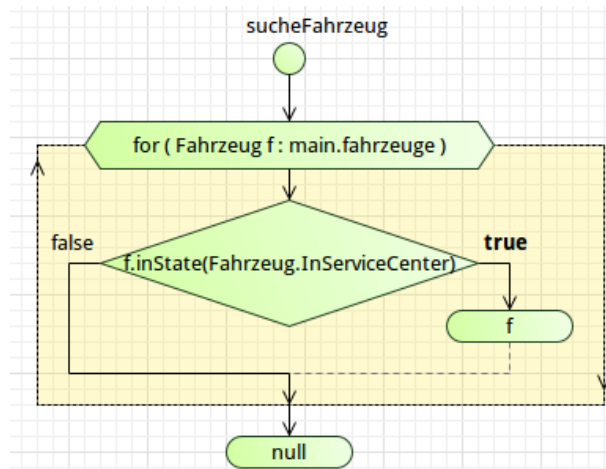 sucheFahrzeug
for ( Fahrzeug f : main.fahrzeuge )
false
true
f.inState(Fahrzeug.InServiceCenter)
f
null